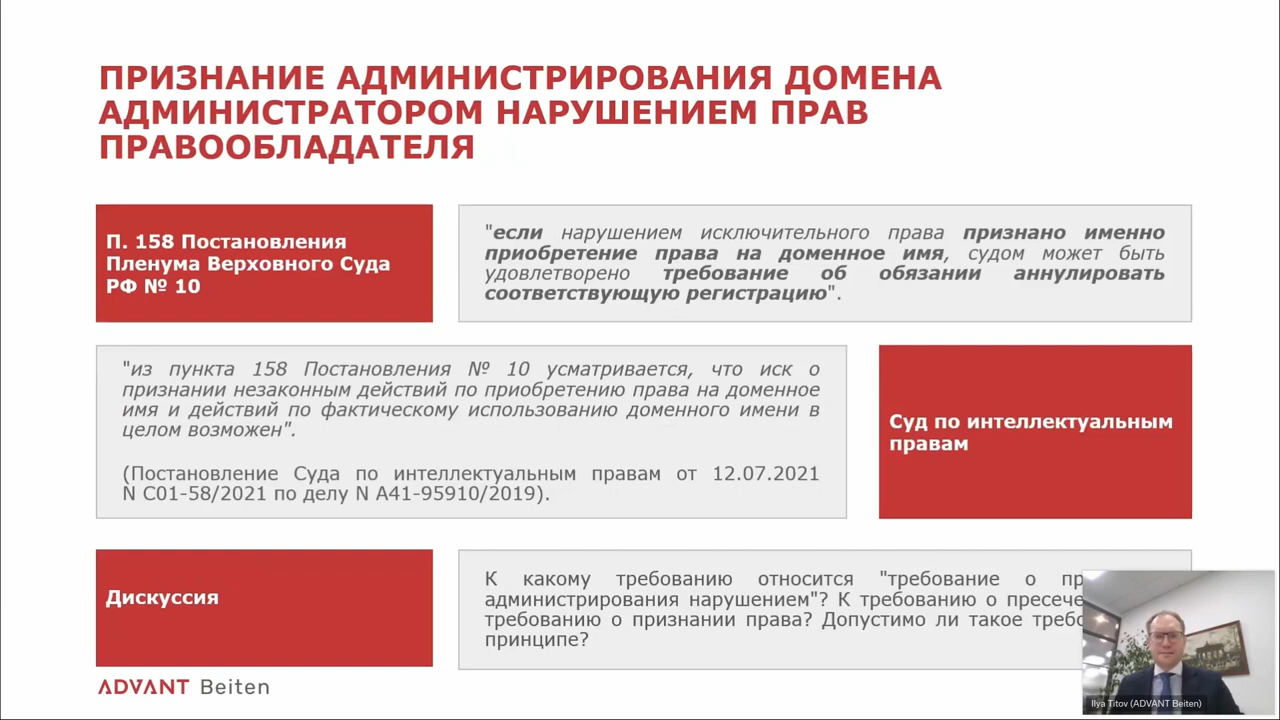 ПРИЗНАНИЕ АДМИНИСТРИРОВАНИЯ ДОМЕНА
АДМИНИСТРАТОРОМ НАРУШЕНИЕМ ПРАВ
ПРАВООБЛАДАТЕЛЯ
П. 158 Постановления
Пленума Верховного Суда
РФ № 10
"если нарушением исключительного права признано именно
приобретение права на доменное имя, судом может быть
удовлетворено требование об обязании аннулировать
соответствующую регистрацию".
"из пункта 158 Постановления № 10 усматривается, что иск о
признании незаконным действий по приобретению права на доменное
имя и действий по фактическому использованию доменного имени в
целом возможен".
(Постановление Суда по интеллектуальным правам от 12.07.2021
N С01-58/2021 по делу N А41-95910/2019).
Суд по интеллектуальным
правам
Дискуссия
К какому требованию относится "требование о
администрирования нарушением"? К требованию о
требованию о признании права? Допустимо ли такое
принципе?
ADVANT Beiten
Ilya Titov (ADVANT Beiten)